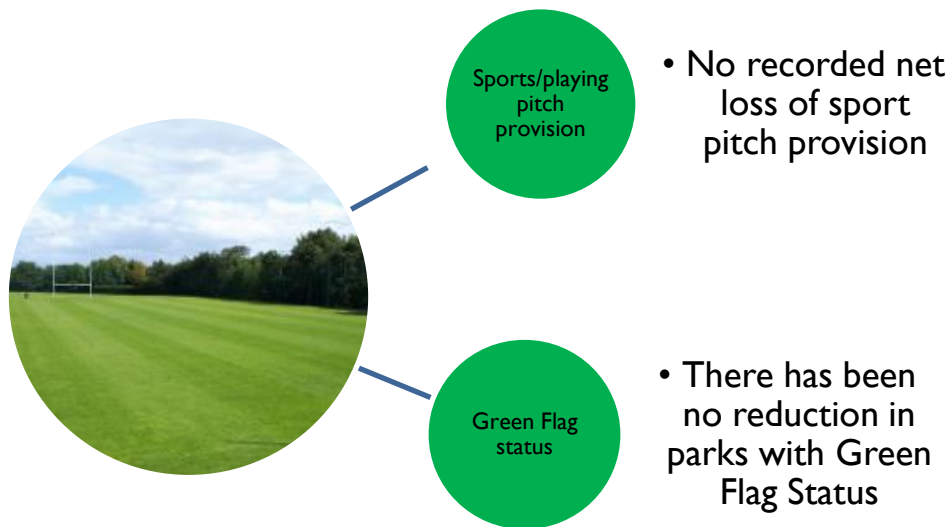 Sports/playing
pitch
provision
• No recorded net
loss of sport
pitch provision
Green Flag
status
• There has been
no reduction in
parks with Green
Flag Status